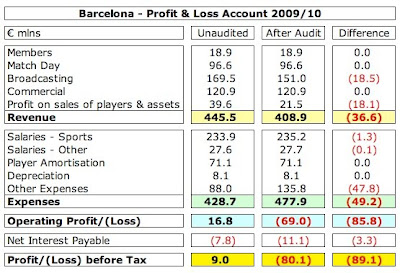 Barcelona - Profit & Loss Account 2009/10
€ mlns Unaudited After Audit Difference
Members 18.9 18.9 0.0
Match Day 96.6 96.6 0.0
Broadcasting 169.5 151.0 (18.5)
Commercial 120.9 120.9 0.0
Profit on sales of players & assets 39.6 21.5 (18.1)
Revenue 445.5 408.9 (36.6)
Salaries - Sports 233.9 235.2 (1.3)
Salaries - Other 27.6 27.7 (0.1)
Player Amortisation 71.1 71.1 0.0
Depreciation 8.1 8.1 0.0
Other Expenses 88.0 135.8 (47.8)
Expenses 428.7 477.9 (49.2)
Operating Profit/(Loss) 16.8 (69.0) (85.8)
Net Interest Payable (7.8) (11.1) (3.3)
Profit/(Loss) before Tax 9.0 (80.1) (89.1)